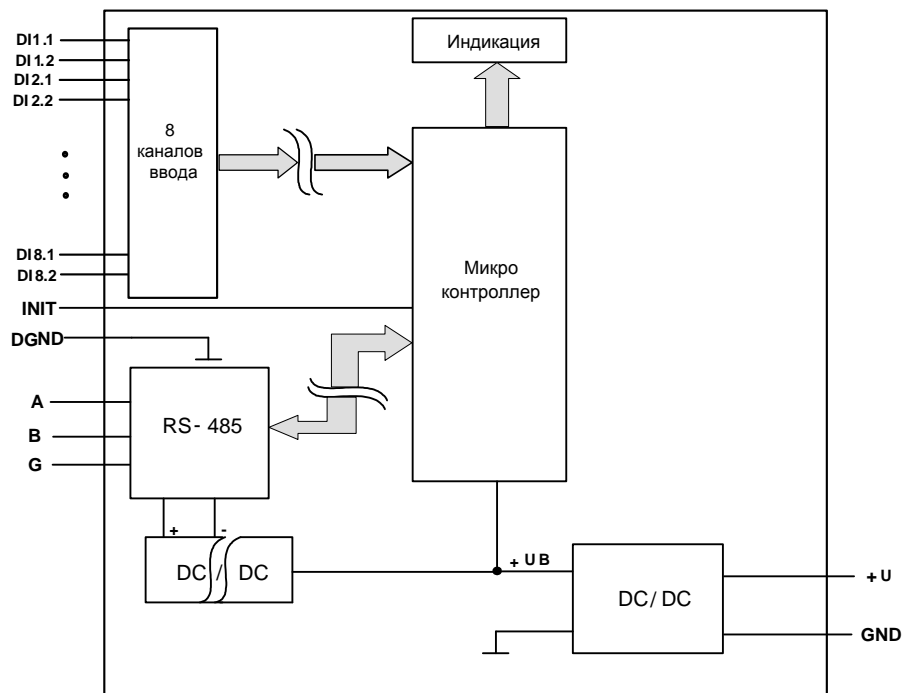 DI1.1
DI1.2
DI2.1
DI2.2
DI8.1
DI8.2
INIT
DGND
A
B
G
8
каналов
ввода
Индикация
Микро
контроллер
RS- 485
+ -
DC / DC
+ U B
DC/ DC
+ U
GND